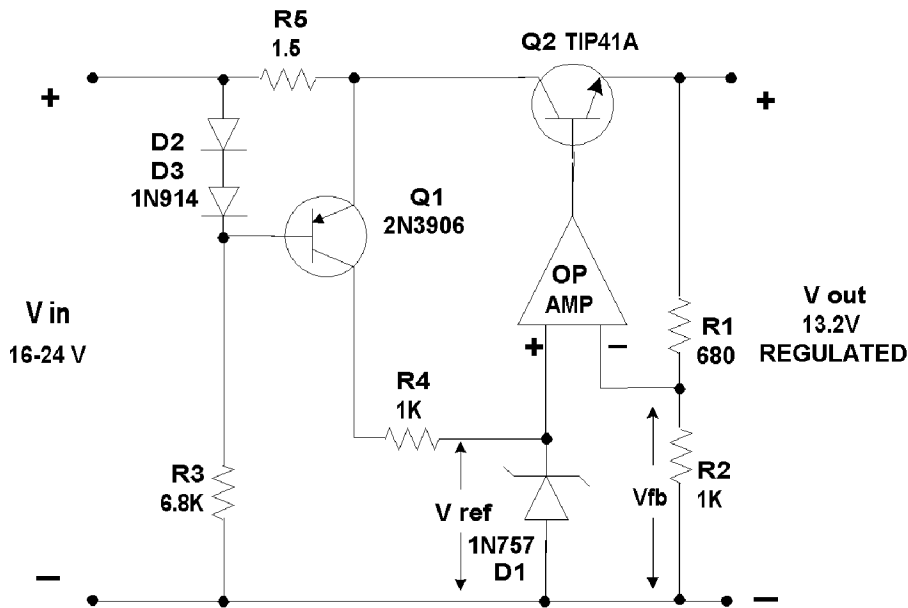 R5
1.5
Q2 TIP41A
+
+
D2
D3
1N914
Q1
2N3906
OP
AMP
V in
16-24 V
V out
13.2V
REGULATED
R1
680
+
–
R4
1K
R3
6.8K
V ref
1N757
D1
Vfb
R2
1K
–
–